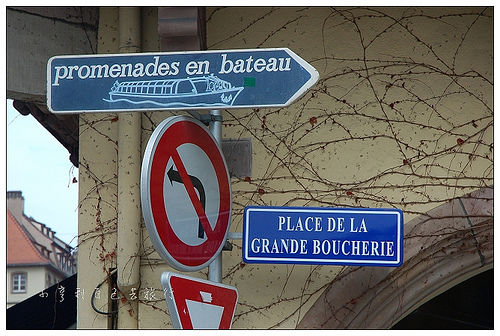 promenades en bateau
PLACE DE LA
GRANDE BOUCHERIE